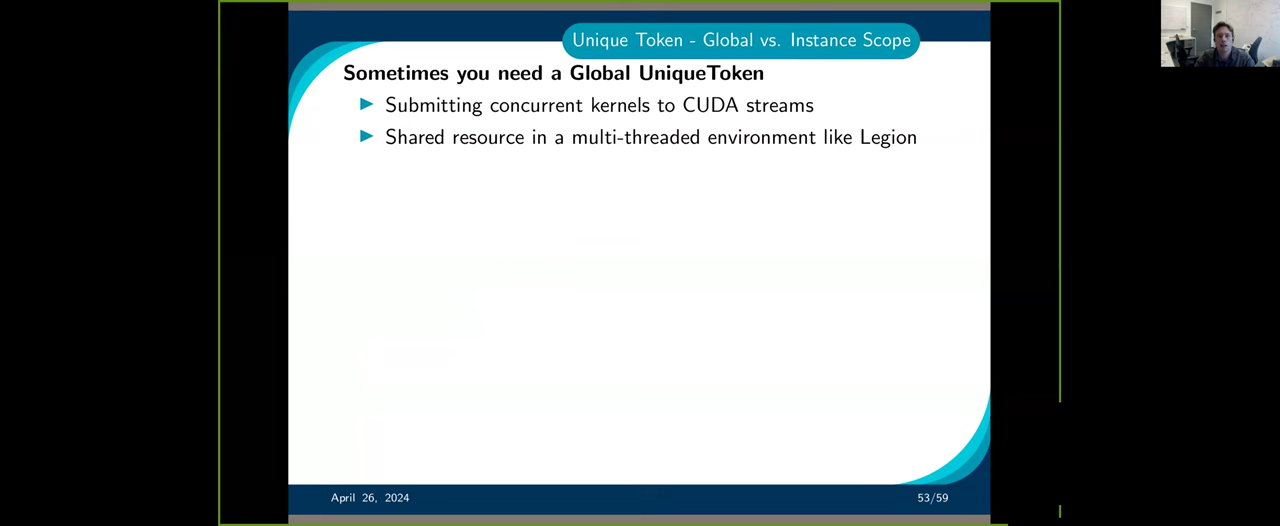 Unique Token - Global vs. Instance Scope
Sometimes you need a Global UniqueToken
Submitting concurrent kernels to CUDA streams
Shared resource in a multi-threaded environment like Legion
April 26, 2024
53/59